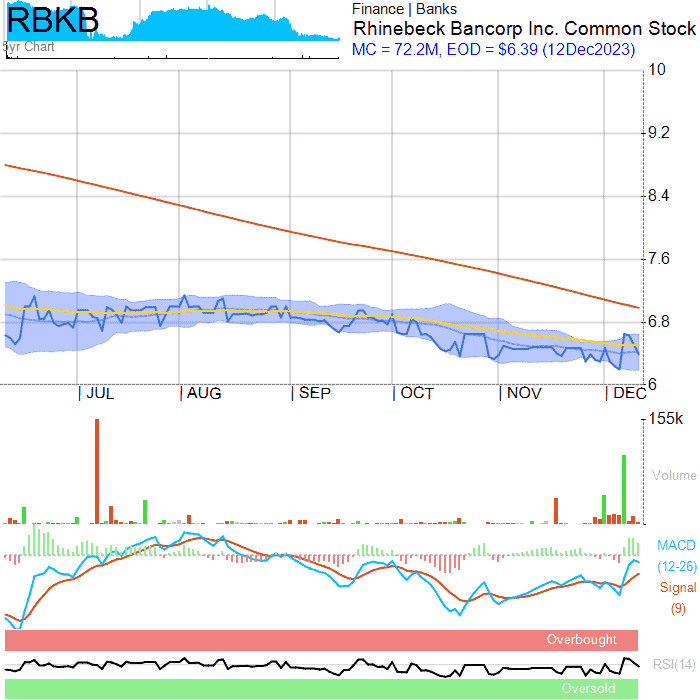 RBKB
5yr Chart
Finance | Banks
Rhinebeck Bancorp Inc. Common Stock
MC = 72.2M, EOD = $6.39 (12Dec2023)
10
9.2
8.4
7.6
6.8
6
JUL AUG SEP OCT NOV DEC
155k
Volume
MACD
(12-26)
Signal
(9)
Overbought
RSI(14)
Oversold